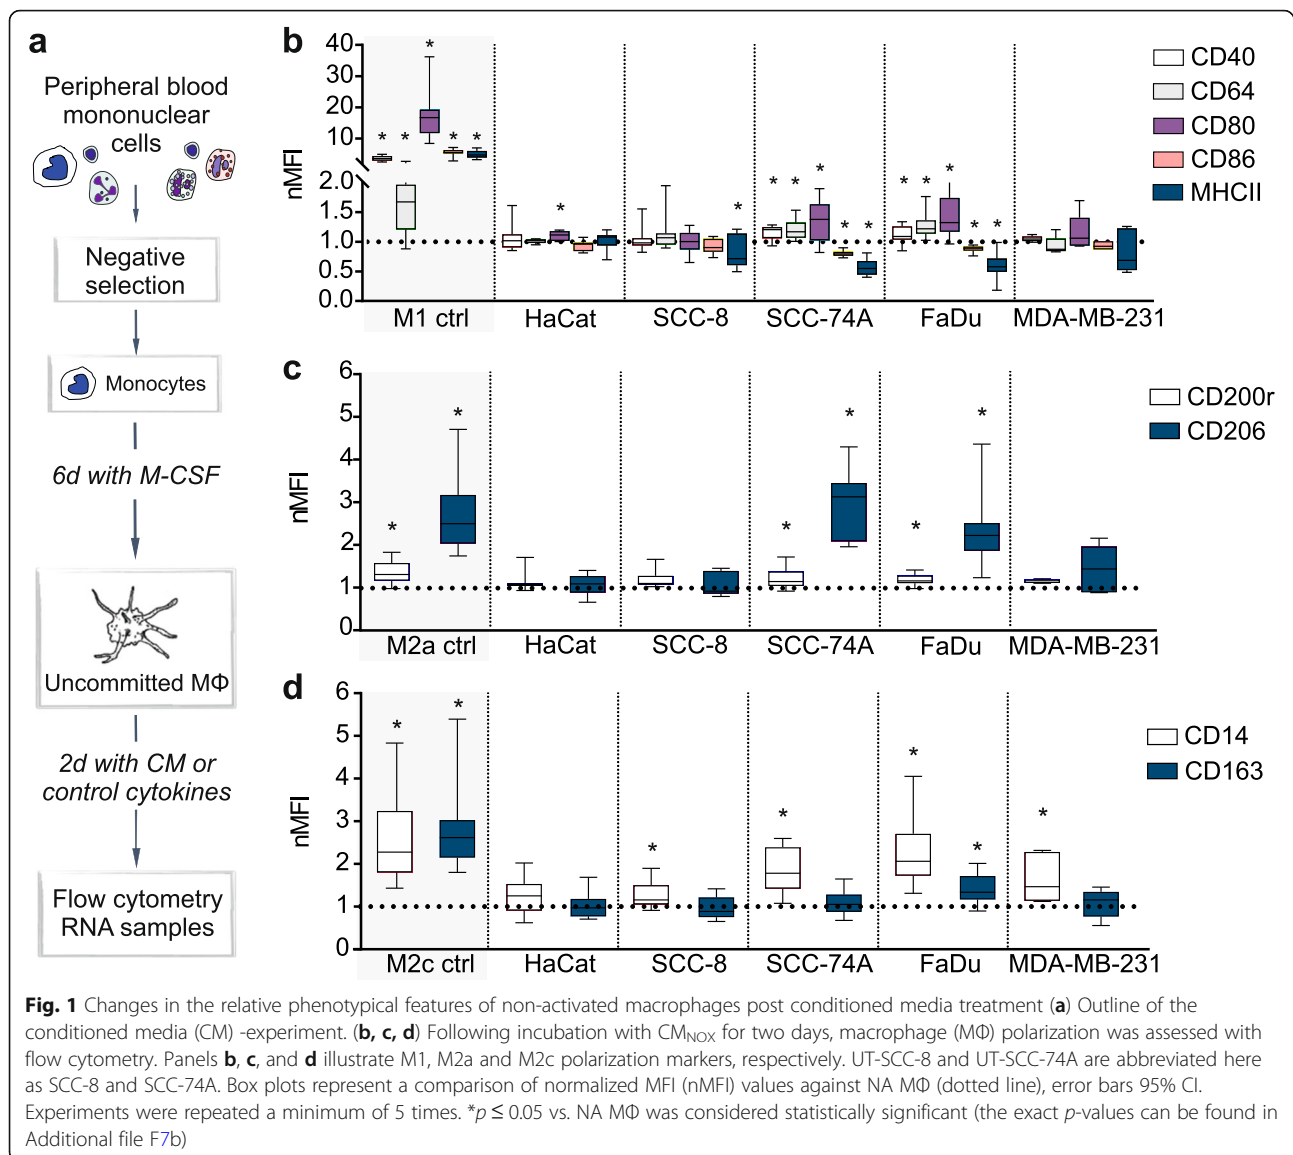 a
Peripheral blood
mononuclear
cells
Negative
selection
Monocytes
6d with M-CSF
Uncommitted MΦ
2d with CM or
control cytokines
Flow cytometry
RNA samples
b
nMFI
40
30
20
10
2.0
1.5
1.0
0.5
0.0
* * * * *
*
*
* * * * *
* * * * *
M1 ctrl HaCat SCC-8 SCC-74A FaDu MDA-MB-231
CD40
CD64
CD80
CD86
MHCII
c
nMFI
6
5
4
3
2
1
0
* *
* *
* *
M2a ctrl HaCat SCC-8 SCC-74A FaDu MDA-MB-231
CD200r
CD206
d
nMFI
6
5
4
3
2
1
0
* *
*
*
* *
*
M2c ctrl HaCat SCC-8 SCC-74A FaDu MDA-MB-231
CD14
CD163
Fig. 1 Changes in the relative phenotypical features of non-activated macrophages post conditioned media treatment (a) Outline of the
conditioned media (CM) -experiment. (b, c, d) Following incubation with CMNOX for two days, macrophage (MΦ) polarization was assessed with
flow cytometry. Panels b, c, and d illustrate M1, M2a and M2c polarization markers, respectively. UT-SCC-8 and UT-SCC-74A are abbreviated here
as SCC-8 and SCC-74A. Box plots represent a comparison of normalized MFI (nMFI) values against NA MΦ (dotted line), error bars 95% CI.
Experiments were repeated a minimum of 5 times. *p ≤ 0.05 vs. NA MΦ was considered statistically significant (the exact p-values can be found in
Additional file F7b)